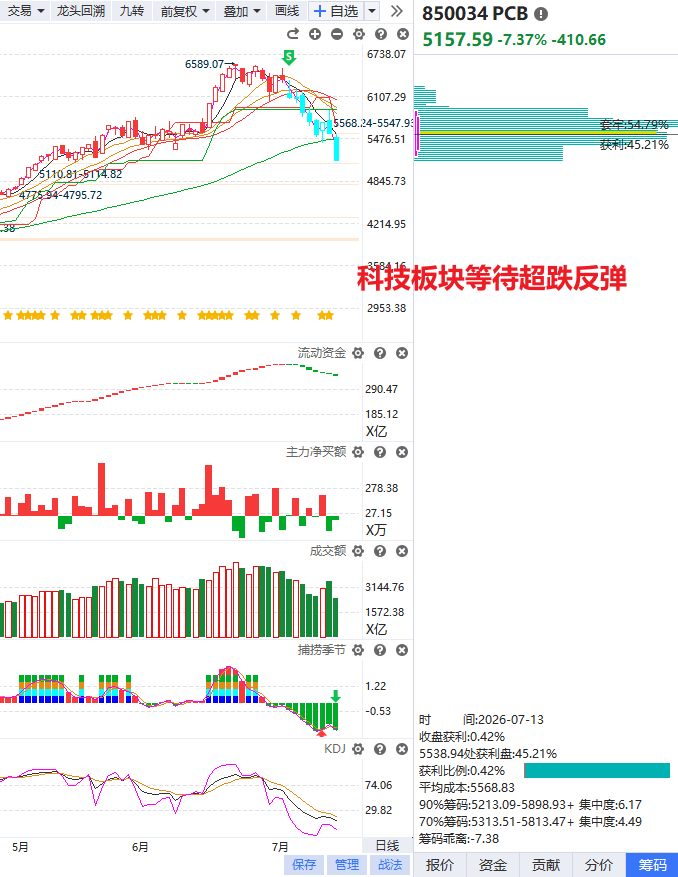 交易 龙头回溯 九转 前复权 叠加 画线 + 自选
850034 PCB
5157.59 -7.37% -410.66
6738.07
6589.07
S
6107.29
5568.24-5547.93
5476.51
5110.81-5114.82
4845.73
4775.94-4795.72
4214.95
.38
3584.16
2953.38
套牢:54.79%
获利:45.21%
科技板块等待超跌反弹
流动资金
290.47
185.12
X亿
主力净买额
278.38
27.15
X万
成交额
3144.76
1572.38
X亿
捕捞季节
1.22
-0.53
KDJ
74.06
29.82
5月 6月 7月 日线
保存 管理 战法
时 间:2026-07-13
收盘获利:0.42%
5538.94处获利盘:45.21%
获利比例:0.42%
平均成本:5568.83
90%筹码:5213.09-5898.93+ 集中度:6.17
70%筹码:5313.51-5813.47+ 集中度:4.49
筹码乖离:-7.38
报价 资金 贡献 分价 筹码